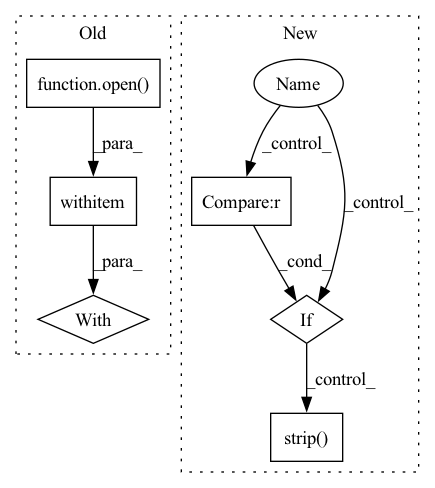 Old
New
function.open()
Name
_para_
_control_
withitem
Compare:r
_control_
_para_
_cond_
With
If
_control_
strip()